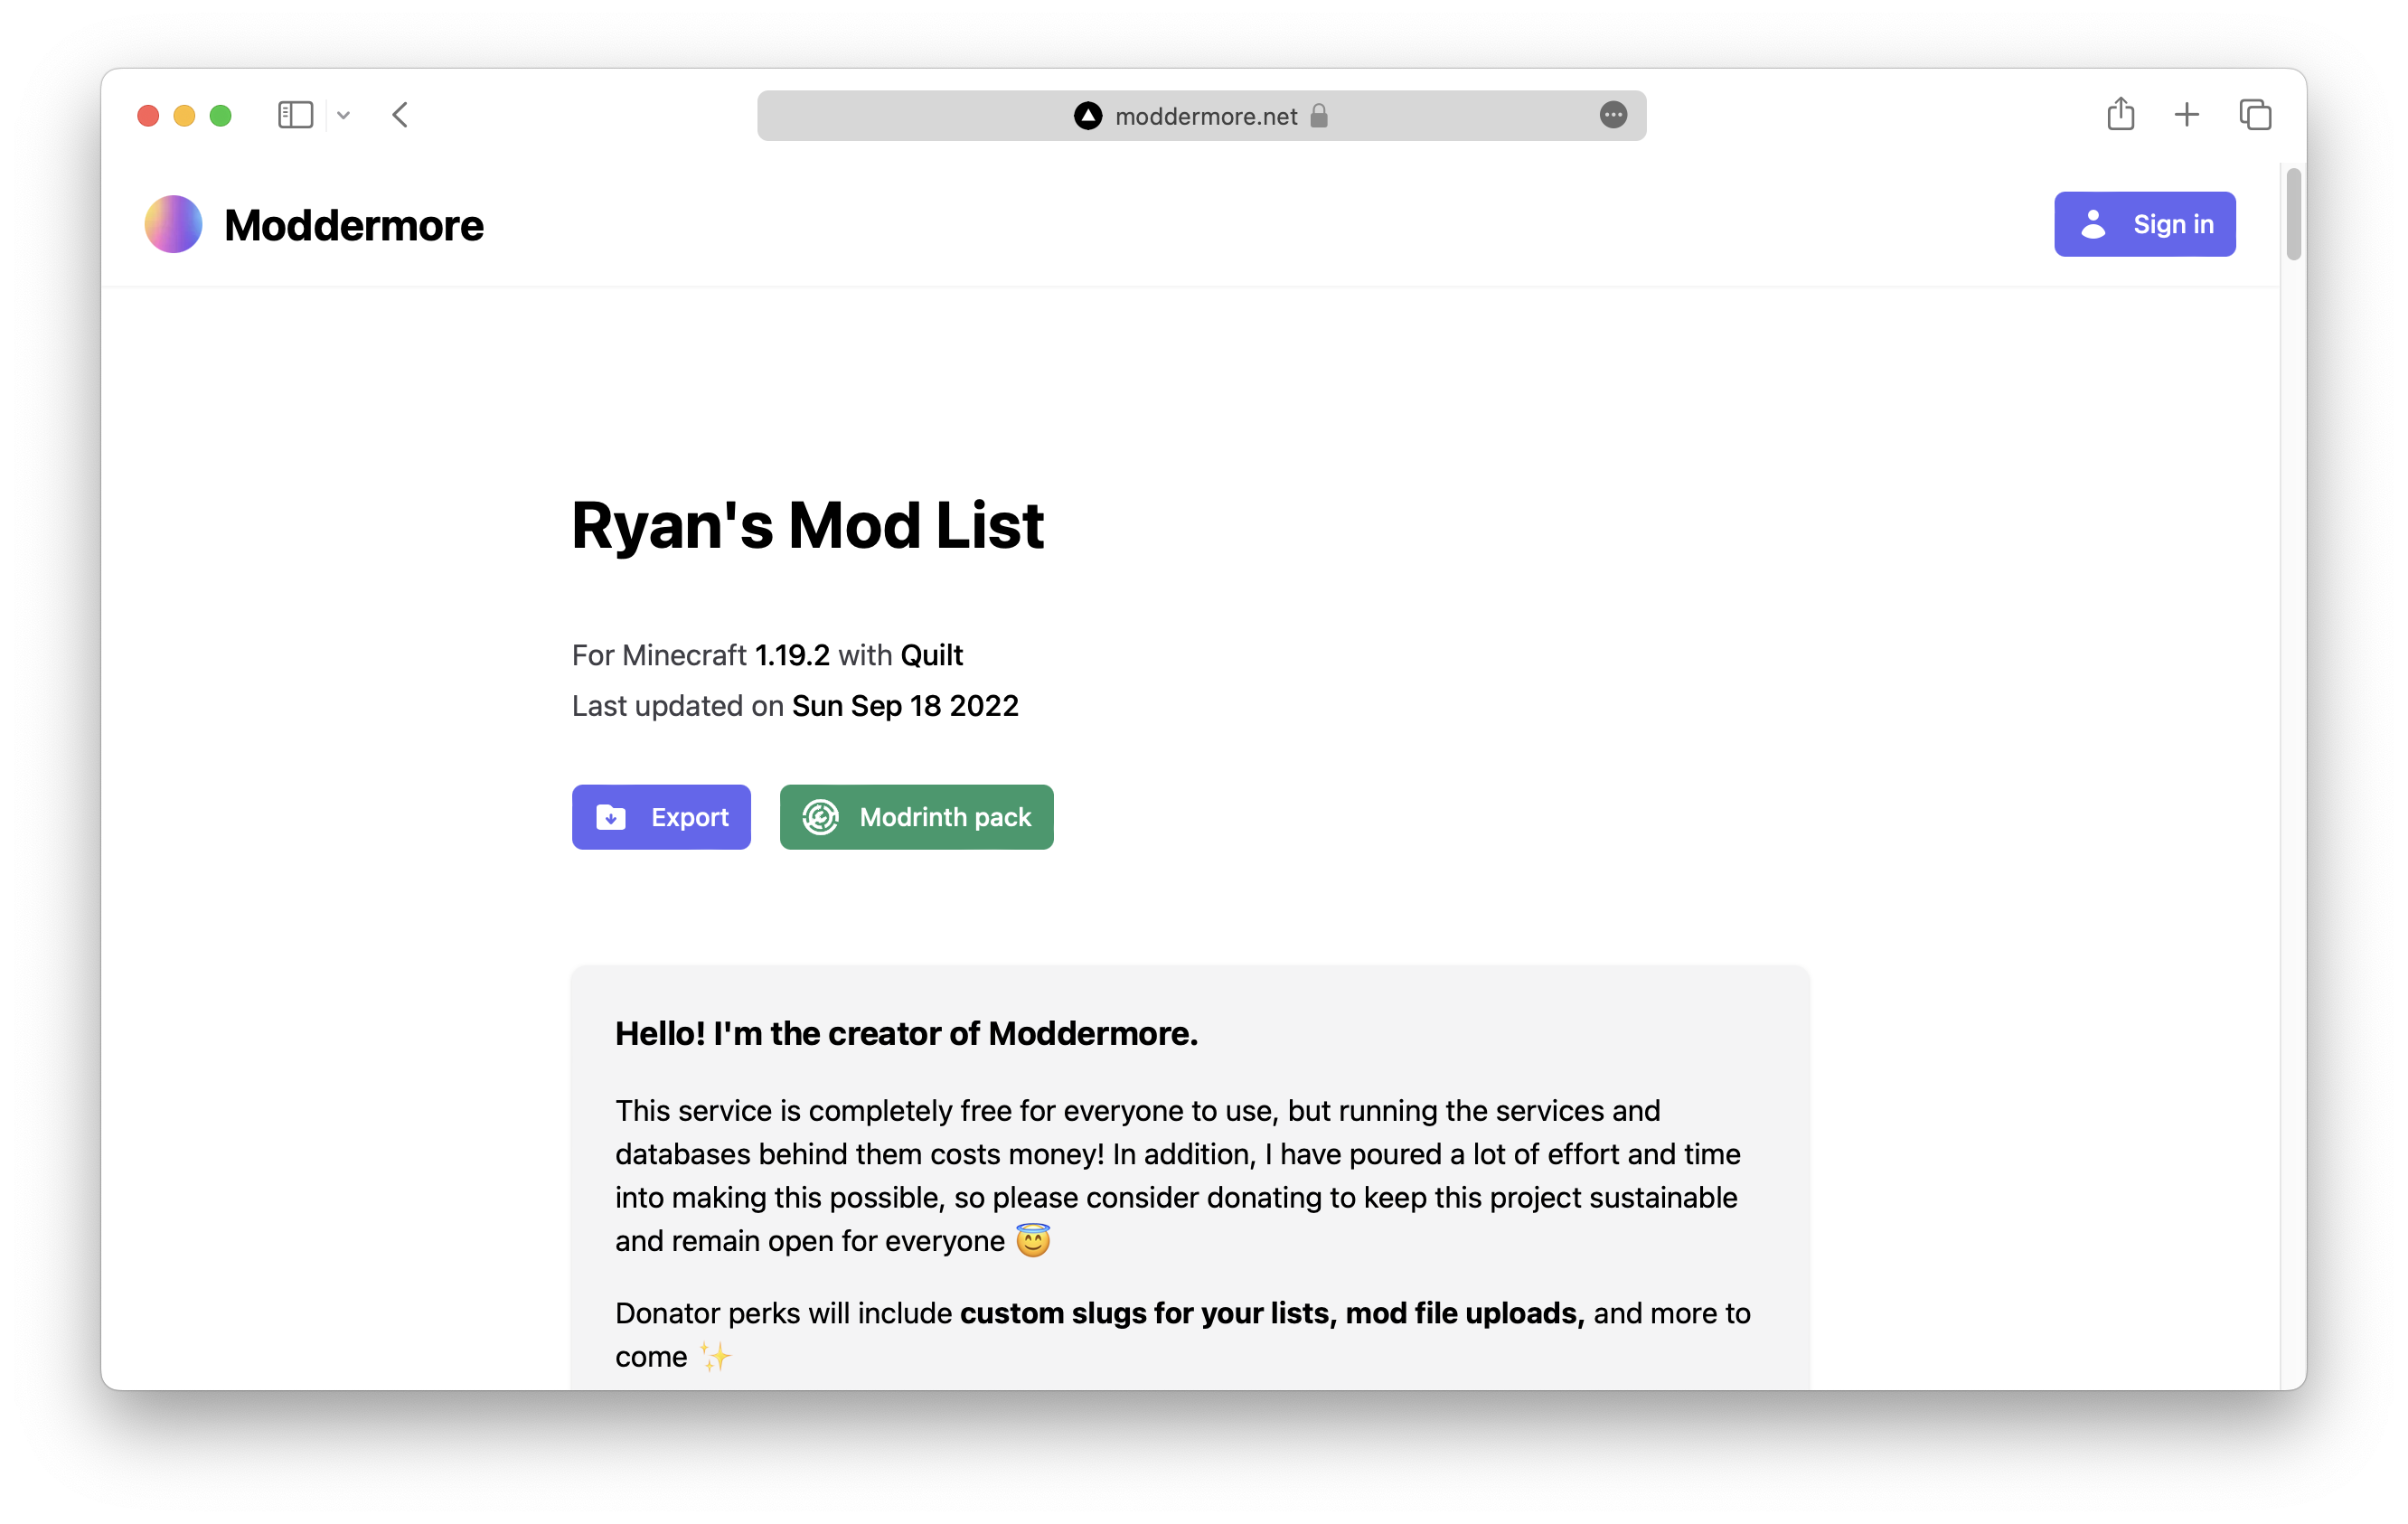 moddermore.net
Moddermore
Sign in
Ryan's Mod List
For Minecraft 1.19.2 with Quilt
Last updated on Sun Sep 18 2022
Export
Modrinth pack
Hello! I'm the creator of Moddermore.
This service is completely free for everyone to use, but running the services and
databases behind them costs money! In addition, I have poured a lot of effort and time
into making this possible, so please consider donating to keep this project sustainable
and remain open for everyone 😇
Donator perks will include custom slugs for your lists, mod file uploads, and more to
come ✨